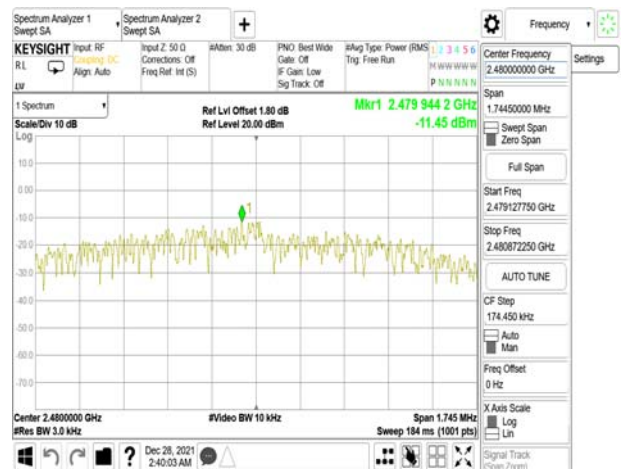 Spectrum Analyzer 1
Swept SA
Spectrum Analyzer 2
Swept SA
+
Frequency
KEYSIGHT
RL
Input: RF
Coupling: DC
Align: Auto
Input Z: 50 Ω
Corrections: Off
Freq Ref: Int (S)
#Atten: 30 dB
PNO: Best Wide
Gate: Off
IF Gain: Low
Sig Track: Off
#Avg Type: Power (RMS
Trig: Free Run
1 2 3 4 5 6
M W W W W W
P N N N N N
Settings
Center Frequency
2.480000000 GHz
Span
1.74450000 MHz
Swept Span
Zero Span
Full Span
Start Freq
2.479127750 GHz
Stop Freq
2.480872250 GHz
AUTO TUNE
CF Step
174.450 kHz
Auto
Man
Freq Offset
0 Hz
X Axis Scale
Log
Lin
Signal Track
(Span Zoom)
1 Spectrum
Scale/Div 10 dB
Log
Ref Lvl Offset 1.80 dB
Ref Level 20.00 dBm
Mkr1 2.479 944 2 GHz
-11.45 dBm
10.0
0.00
-10.0
-20.0
-30.0
-40.0
-50.0
-60.0
-70.0
1
Center 2.4800000 GHz
#Res BW 3.0 kHz
#Video BW 10 kHz
Span 1.745 MHz
Sweep 184 ms (1001 pts)
?
Dec 28, 2021
2:40:03 AM